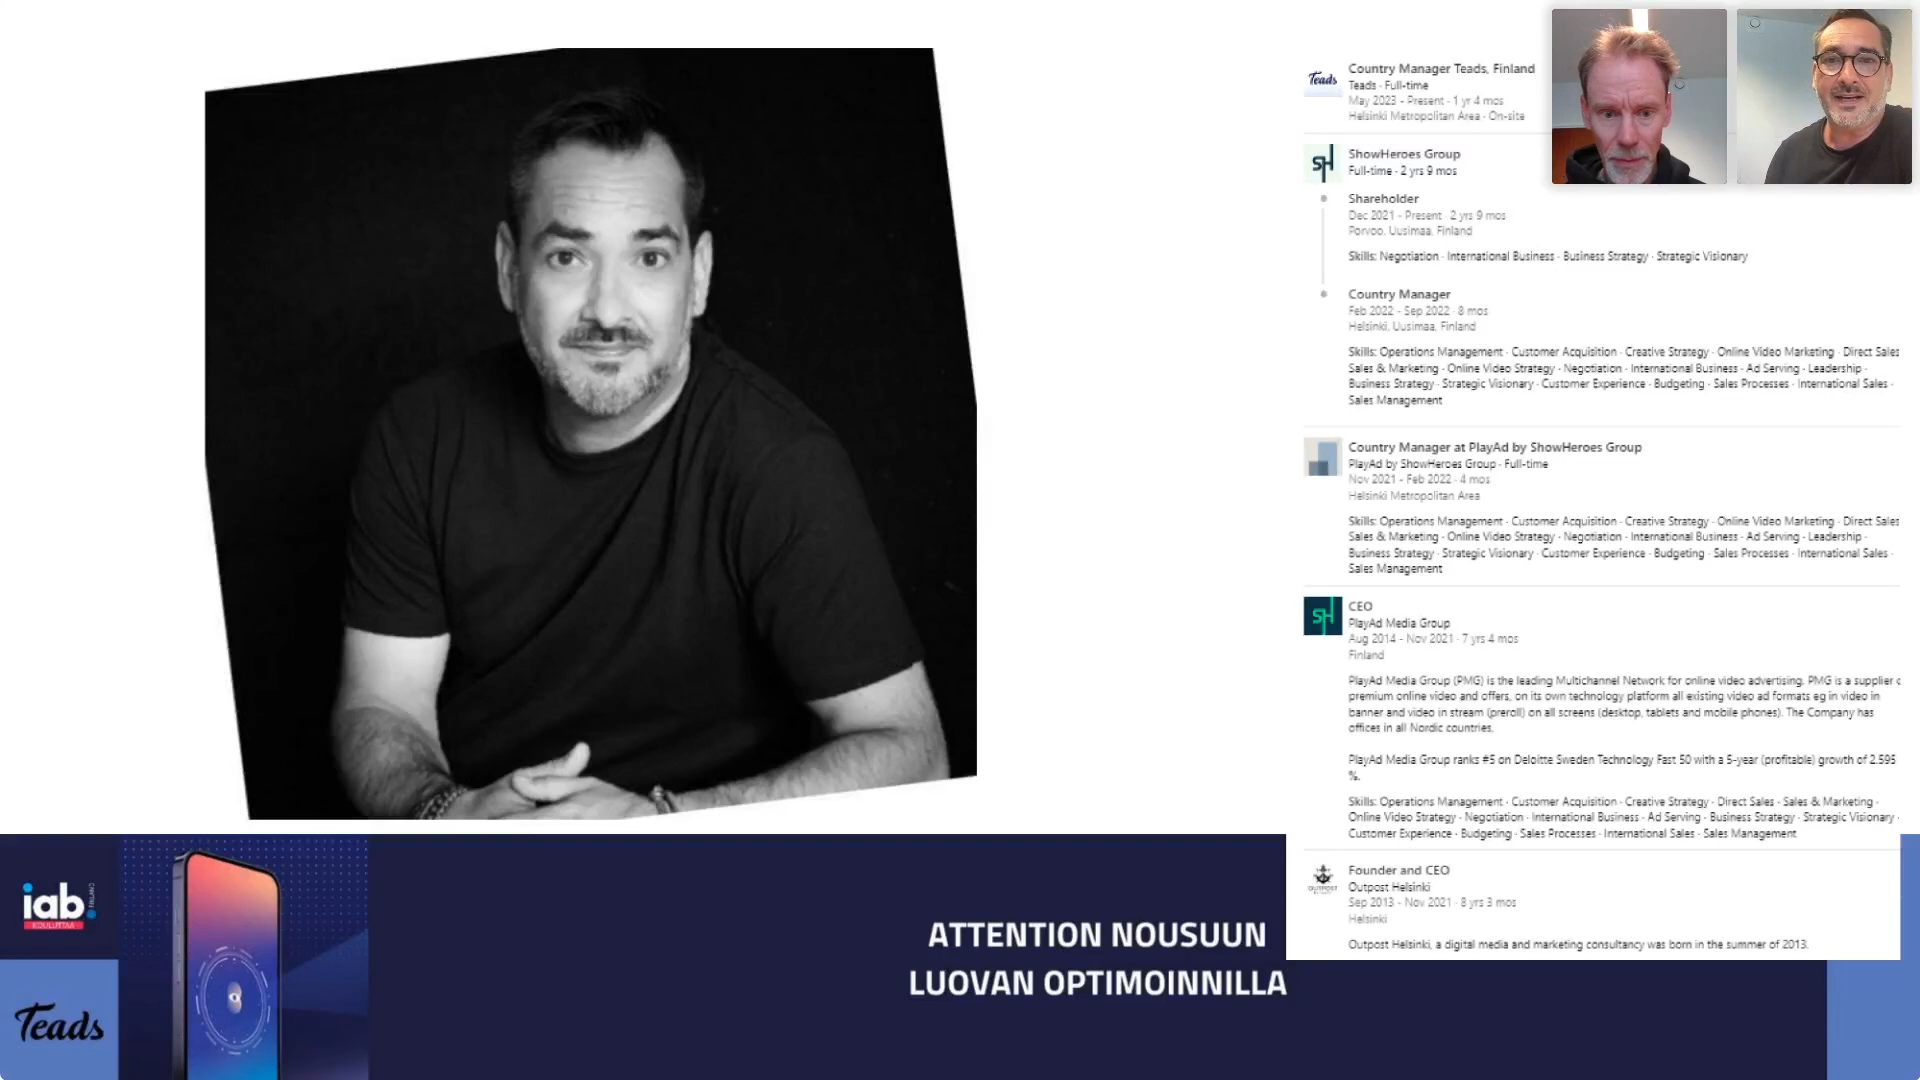 Teads
Country Manager Teads, Finland
Teads · Full-time
May 2023 - Present · 1 yr 4 mos
Helsinki Metropolitan Area · On-site
SH
ShowHeroes Group
Full-time · 2 yrs 9 mos
Shareholder
Dec 2021 - Present · 2 yrs 9 mos
Porvoo, Uusimaa, Finland
Skills: Negotiation · International Business · Business Strategy · Strategic Visionary
Country Manager
Feb 2022 - Sep 2022 · 8 mos
Helsinki, Uusimaa, Finland
Skills: Operations Management · Customer Acquisition · Creative Strategy · Online Video Marketing · Direct Sales
Sales & Marketing · Online Video Strategy · Negotiation · International Business · Ad Serving · Leadership ·
Business Strategy · Strategic Visionary · Customer Experience · Budgeting · Sales Processes · International Sales ·
Sales Management
Country Manager at PlayAd by ShowHeroes Group
PlayAd by ShowHeroes Group · Full-time
Nov 2021 - Feb 2022 · 4 mos
Helsinki Metropolitan Area
Skills: Operations Management · Customer Acquisition · Creative Strategy · Online Video Marketing · Direct Sales
Sales & Marketing · Online Video Strategy · Negotiation · International Business · Ad Serving · Leadership ·
Business Strategy · Strategic Visionary · Customer Experience · Budgeting · Sales Processes · International Sales ·
Sales Management
SH
CEO
PlayAd Media Group
Aug 2014 - Nov 2021 · 7 yrs 4 mos
Finland
PlayAd Media Group (PMG) is the leading Multichannel Network for online video advertising. PMG is a supplier
premium online video and offers, on its own technology platform all existing video ad formats eg in video in
banner and video in stream (preroll) on all screens (desktop, tablets and mobile phones). The Company has
offices in all Nordic countries.
PlayAd Media Group ranks #5 on Deloitte Sweden Technology Fast 50 with a 5-year (profitable) growth of 2.595
%.
Skills: Operations Management · Customer Acquisition · Creative Strategy · Direct Sales · Sales & Marketing ·
Online Video Strategy · Negotiation · International Business · Ad Serving · Business Strategy · Strategic Visionary ·
Customer Experience · Budgeting · Sales Processes · International Sales · Sales Management
OUTPOST
Founder and CEO
Outpost Helsinki
Sep 2013 - Nov 2021 · 8 yrs 3 mos
Helsinki
Outpost Helsinki, a digital media and marketing consultancy was born in the summer of 2013.
iab.
FINLAND
KOULUTTAA
Teads
ATTENTION NOUSUUN
LUOVAN OPTIMOINNILLA